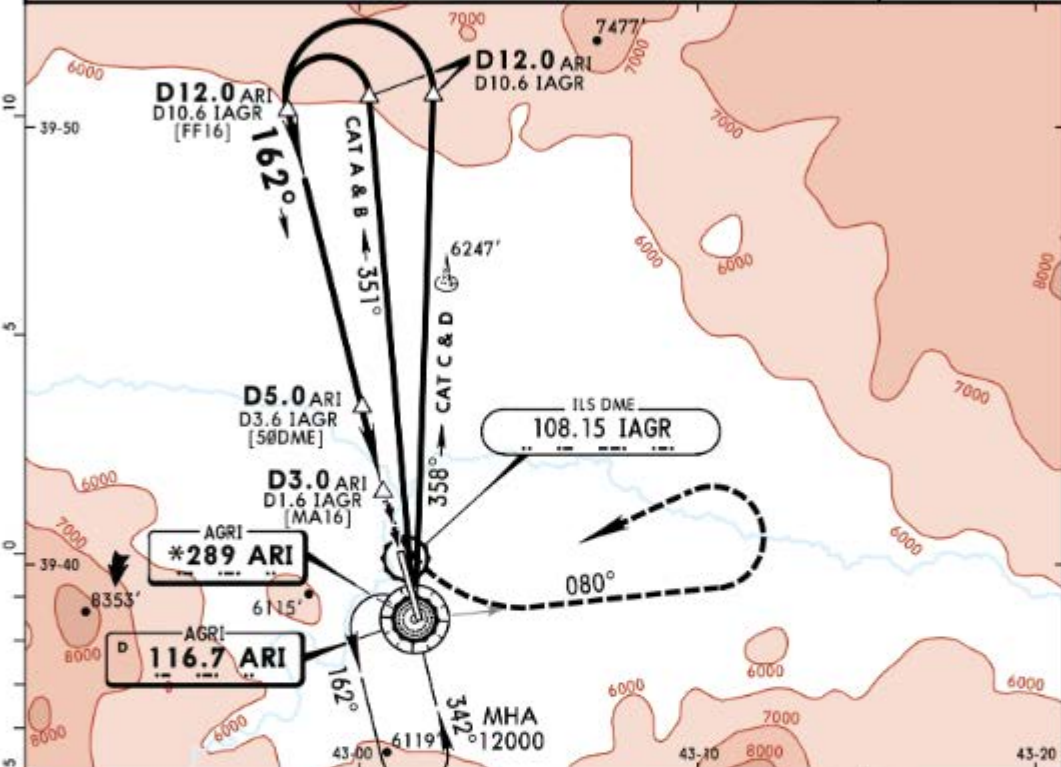 7000
7477'
7000
6000
D12.0 ARI
D10.6 IAGR
D12.0 ARI
D10.6 IAGR
[FF16]
10
39-50
7000
162°
CAT A & B
351°
6247'
6000
6000
8000
5
CAT C & D
358°
7000
D5.0 ARI
D3.6 IAGR
[50DME]
ILS DME
108.15 IAGR
D3.0 ARI
D1.6 IAGR
[MA16]
6000
7000
6000
0
39-40
AGRI
*289 ARI
080°
8353'
6115'
8000
AGRI
D
116.7 ARI
162°
342°
MHA
12000
6000
6000
6000
7000
8000
6000
8000
6119'
43-00
43-10
43-20
5